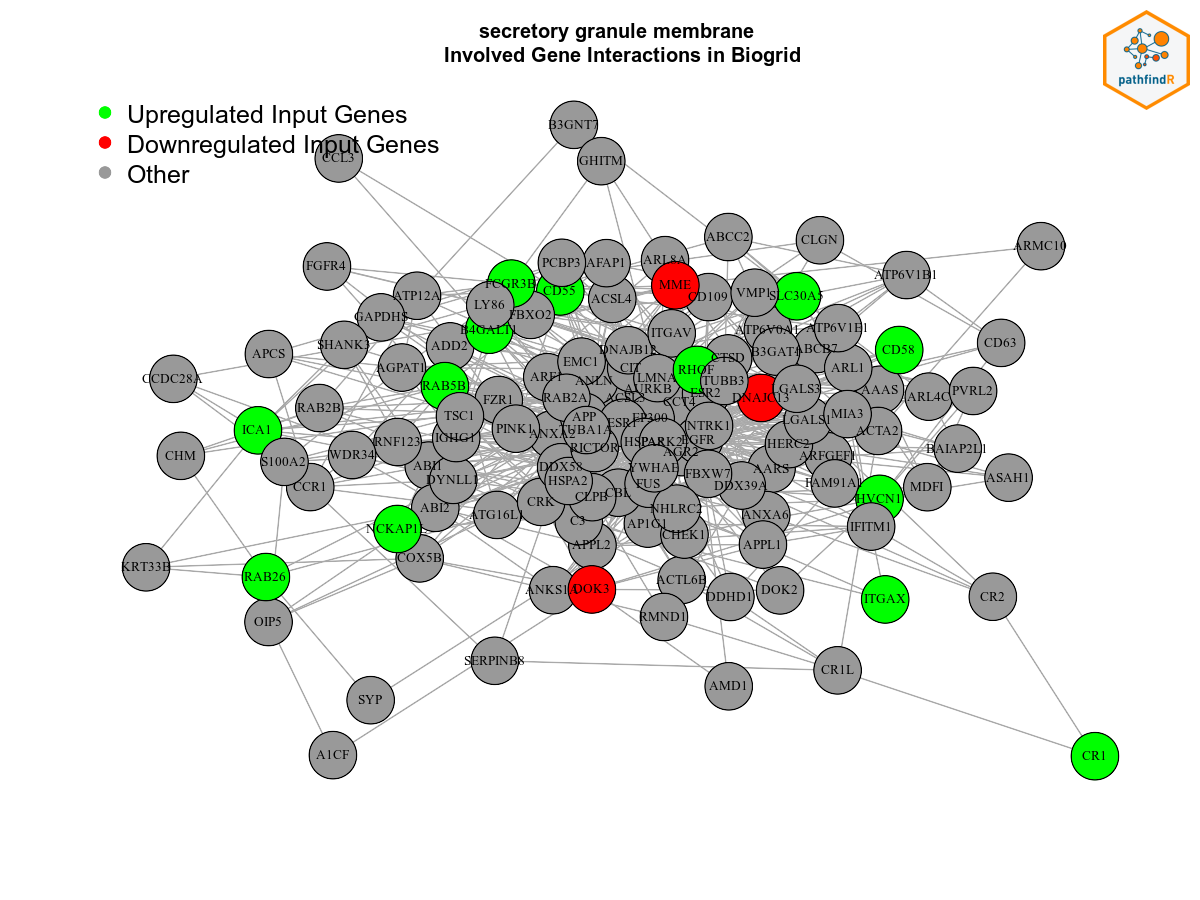 secretory granule membrane
Involved Gene Interactions in Biogrid
pathfindR
Upregulated Input Genes
Downregulated Input Genes
Other
B3GNT7
CCL3
GHITM
ABCC2
CLGN
ARMC10
FGFR4
PCBP3
AFAP1
ARL8A
ATP6V1B1
ATP12A
FCGR3B
CD55
MME
CD109
VMP1
SLC30A5
LY86
ACSL4
GAPDHS
FBXO2
B4GALT1
ITGAV
ATP6V0A1
ATP6V1E1
SHANK3
ADD2
CD63
APCS
DNAJB12
B3GAT1
ABCB7
CD58
EMC1
CTSD
CCDC28A
AGPAT1
RAB5B
ARF1
ANLN
CIT
LMNA
RHOF
ARL1
TUBB3
AURKB
LGALS3
AAAS
PVRL2
RAB2B
FZR1
RAB2A
ACSL3
ESR2
DNAJC13
ARL4C
TSC1
APP
EP300
MIA3
ICA1
PINK1
ANXA2
TUBA1A
ESR1
NTRK1
LGALS1
ACTA2
RNF123
IGHG1
RICTOR
PARK2
EGFR
HERC2
BAIAP2L1
CHM
S100A2
WDR34
ABI1
DDX58
YWHAE
AGR2
ARFGEF1
CCR1
DYNLL1
HSPA2
FUS
FBXW7
AARS
ASAH1
CLPB
CBL
DDX39A
FAM91A1
MDFI
HVCN1
ABI2
CRK
NHLRC2
ATG16L1
C3
AP1G1
ANXA6
IFITM1
CHEK1
APPL2
APPL1
COX5B
KRT33B
RAB26
ANKS1A
DOK3
ACTL6B
DDHD1
DOK2
ITGAX
CR2
RMND1
OIP5
SERPINB8
CR1L
AMD1
SYP
A1CF
CR1